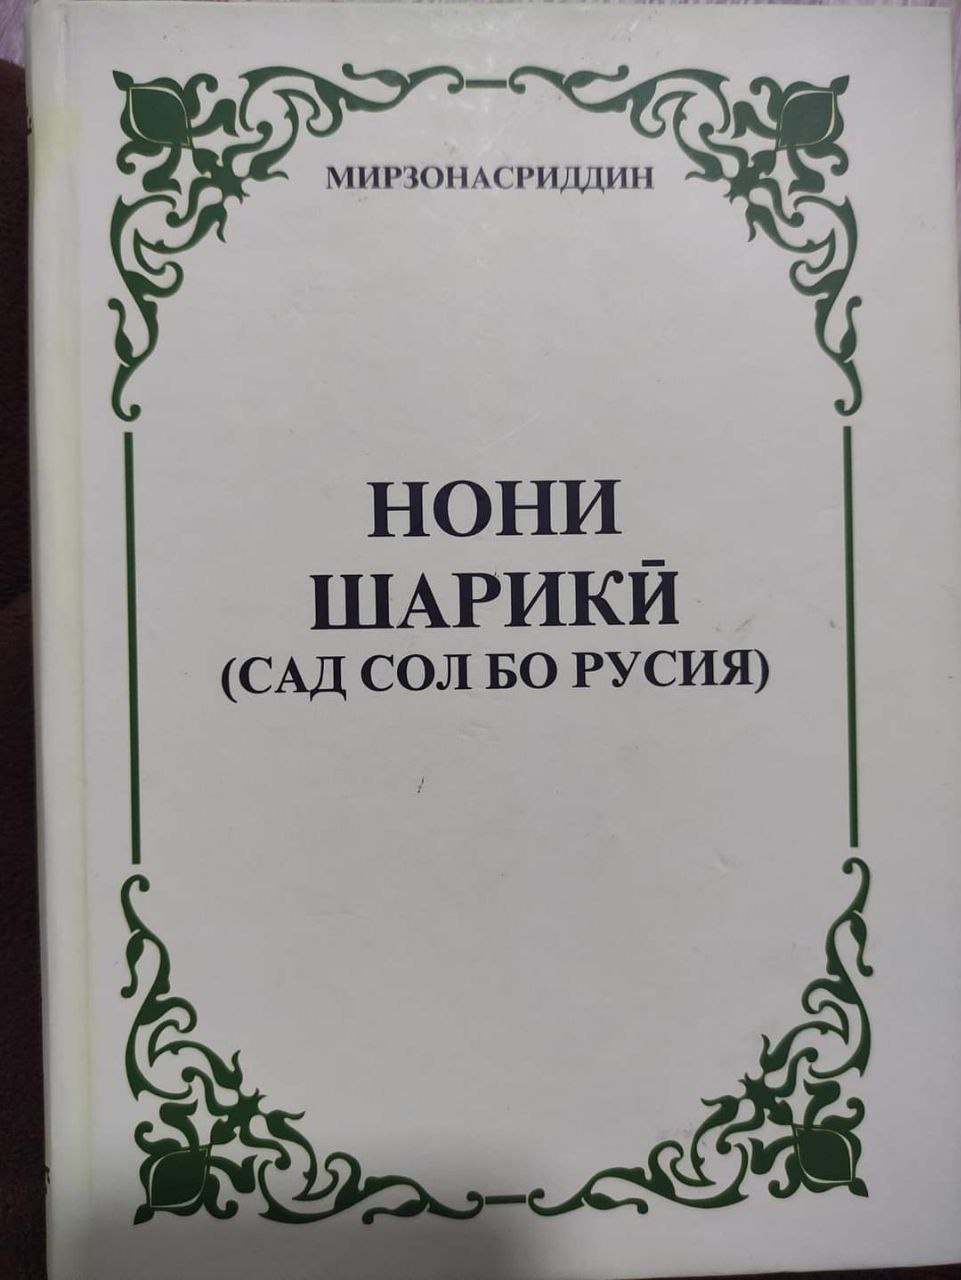 МИРЗОНАСРИДДИН
НОНИ
ШАРИКӢ
(САД СОЛ БО РУСИЯ)